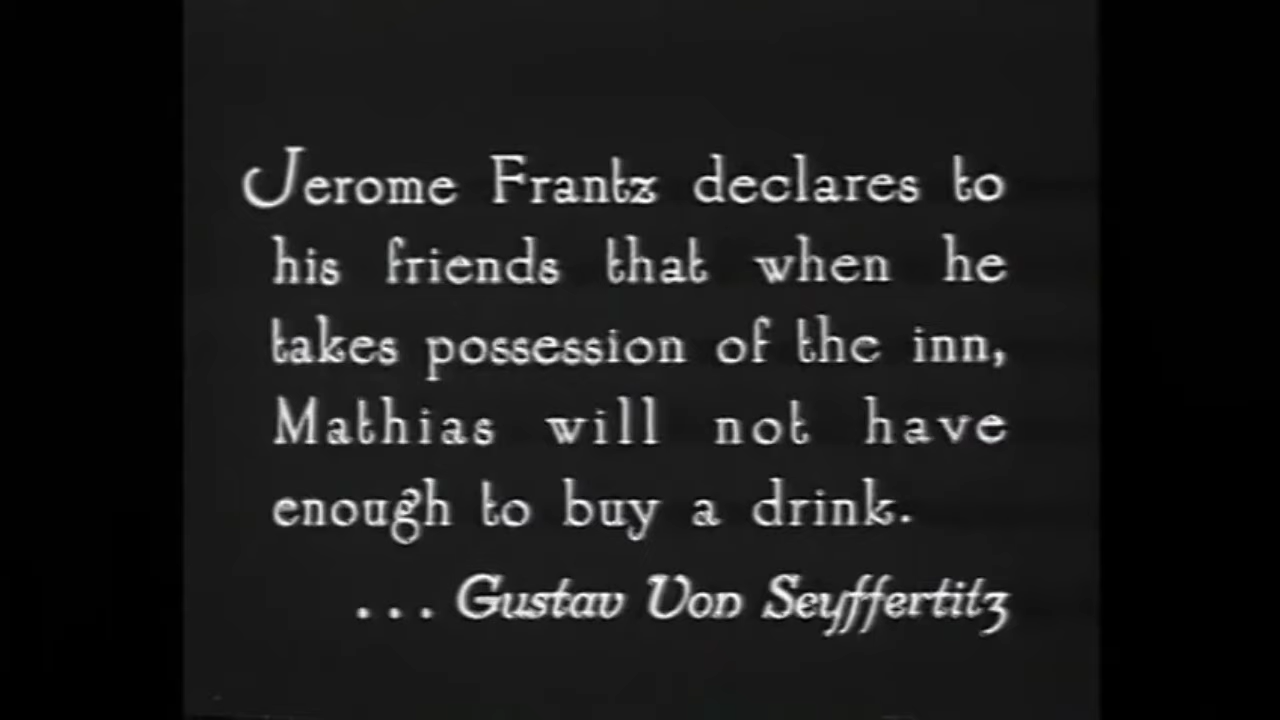 Jerome Frantz declares to
his friends that when he
takes possession of the inn,
Mathias will not have
enough to buy a drink.
... Gustav Von Seyffertitz